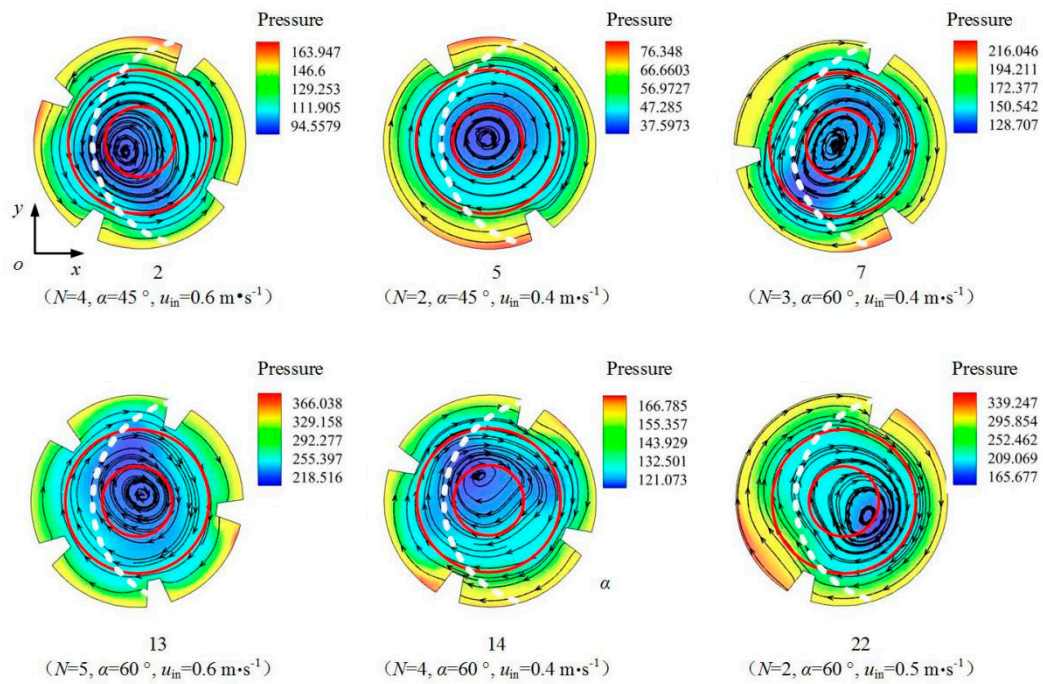 Pressure
163.947
146.6
129.253
111.905
94.5579
Pressure
76.348
66.6603
56.9727
47.285
37.5973
Pressure
216.046
194.211
172.377
150.542
128.707
y
o x
2
(N=4, α=45 °, uin=0.6 m•s-1)
5
(N=2, α=45 °, uin=0.4 m•s-1)
7
(N=3, α=60 °, uin=0.4 m•s-1)
Pressure
366.038
329.158
292.277
255.397
218.516
Pressure
166.785
155.357
143.929
132.501
121.073
Pressure
339.247
295.854
252.462
209.069
165.677
α
13
(N=5, α=60 °, uin=0.6 m•s-1)
14
(N=4, α=60 °, uin=0.4 m•s-1)
22
(N=2, α=60 °, uin=0.5 m•s-1)